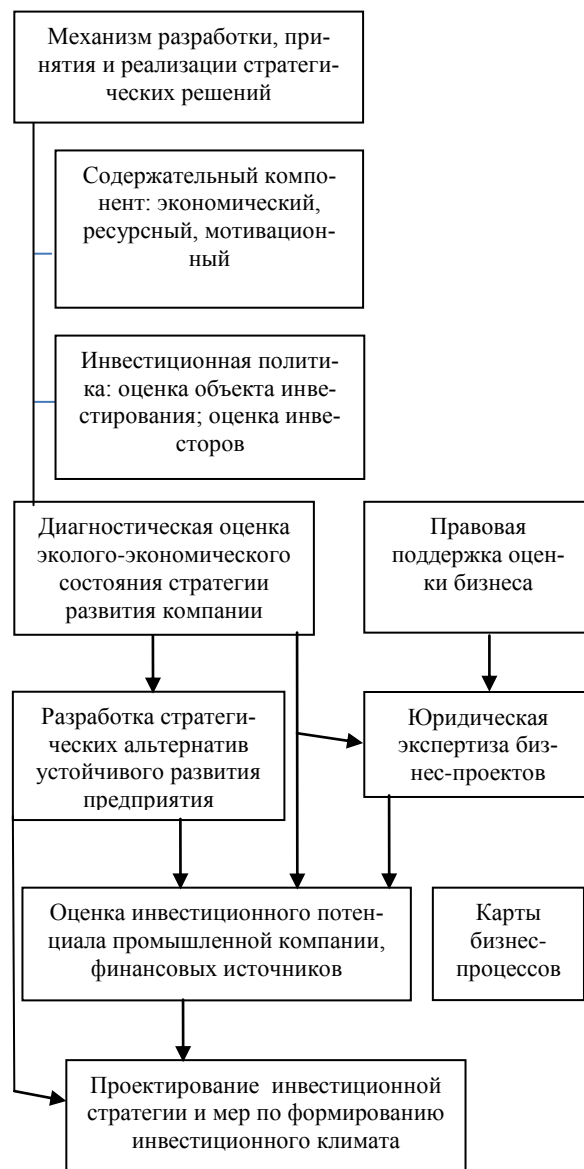 Механизм разработки, при-
нятия и реализации стратеги-
ческих решений
Содержательный компо-
нент: экономический,
ресурсный, мотивацион-
ный
Инвестиционная полити-
ка: оценка объекта инве-
стирования; оценка инве-
сторов
Диагностическая оценка
эколого-экономического
состояния стратегии
развития компании
Правовая
поддержка оцен-
ки бизнеса
Разработка стратеги-
ческих альтернатив
устойчивого развития
предприятия
Юридическая
экспертиза биз-
нес-проектов
Оценка инвестиционного потен-
циала промышленной компании,
финансовых источников
Карты
бизнес-
процессов
Проектирование инвестиционной
стратегии и мер по формированию
инвестиционного климата